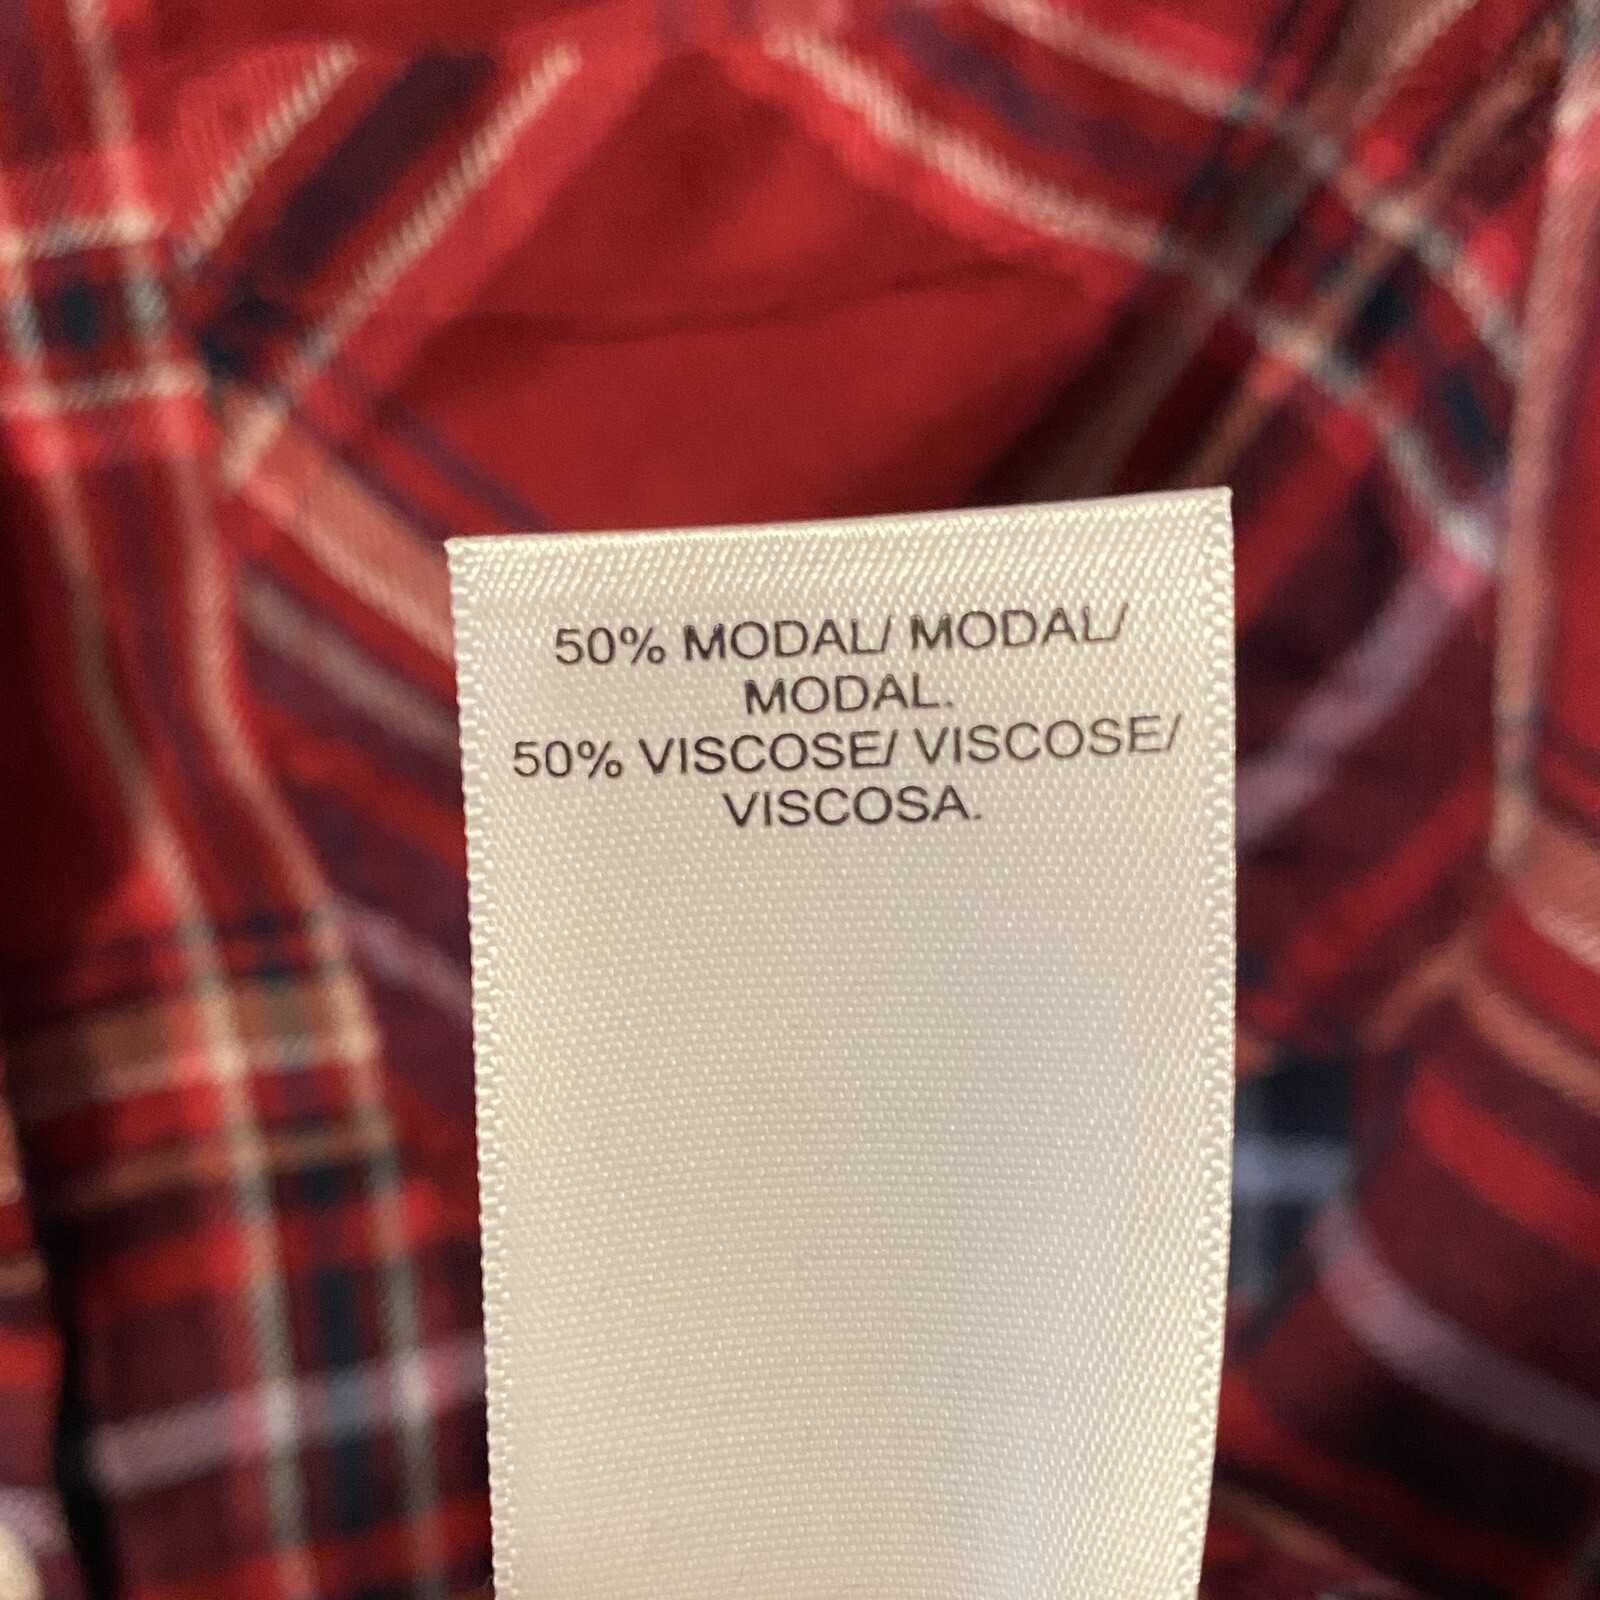 50% MODAL/ MODAL/
MODAL.
50% VISCOSE/ VISCOSE/
VISCOSA.